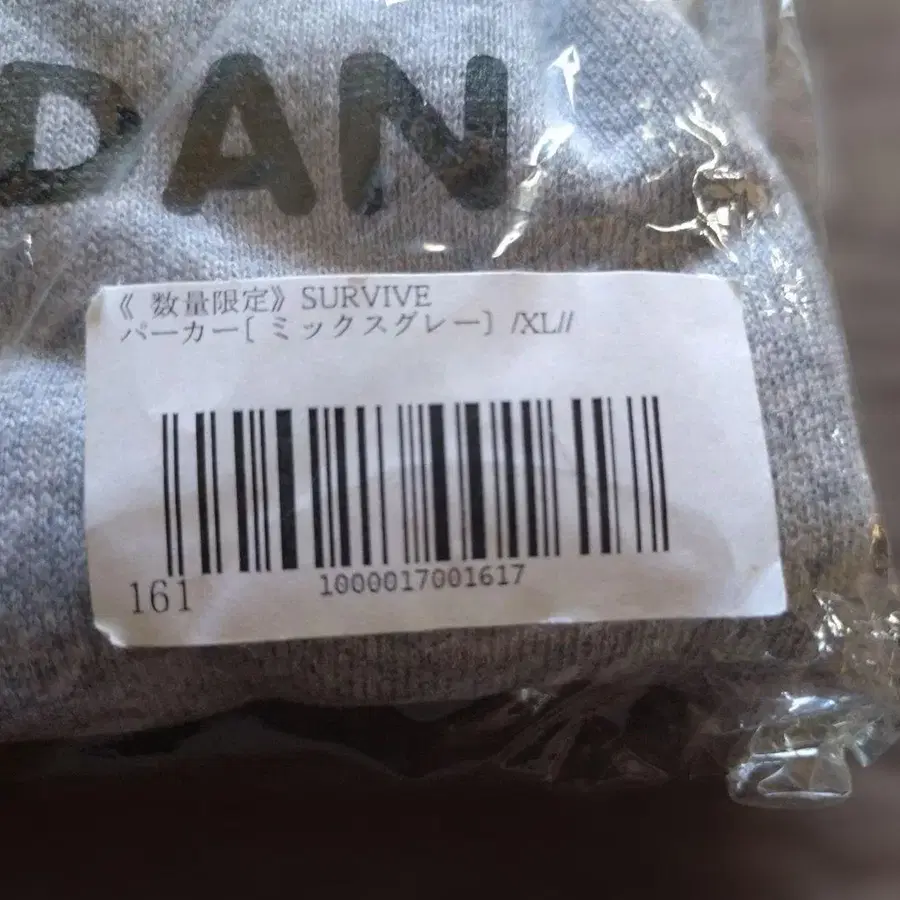 DAN
《 数量限定》 SURVIVE
パーカー[ ミックスグレー] /XL//
161
1000017001617